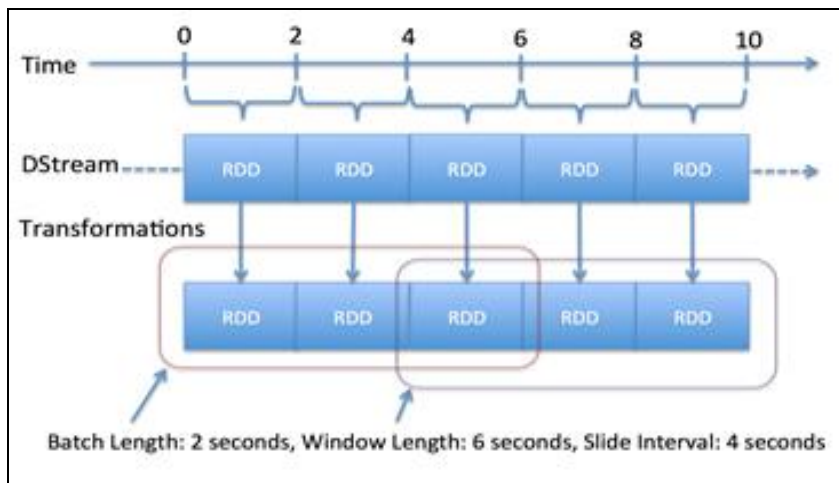 0 2 4 6 8 10
Time
DStream RDD RDD RDD RDD RDD
Transformations
RDD RDD RDD RDD RDD
Batch Length: 2 seconds, Window Length: 6 seconds, Slide Interval: 4 seconds